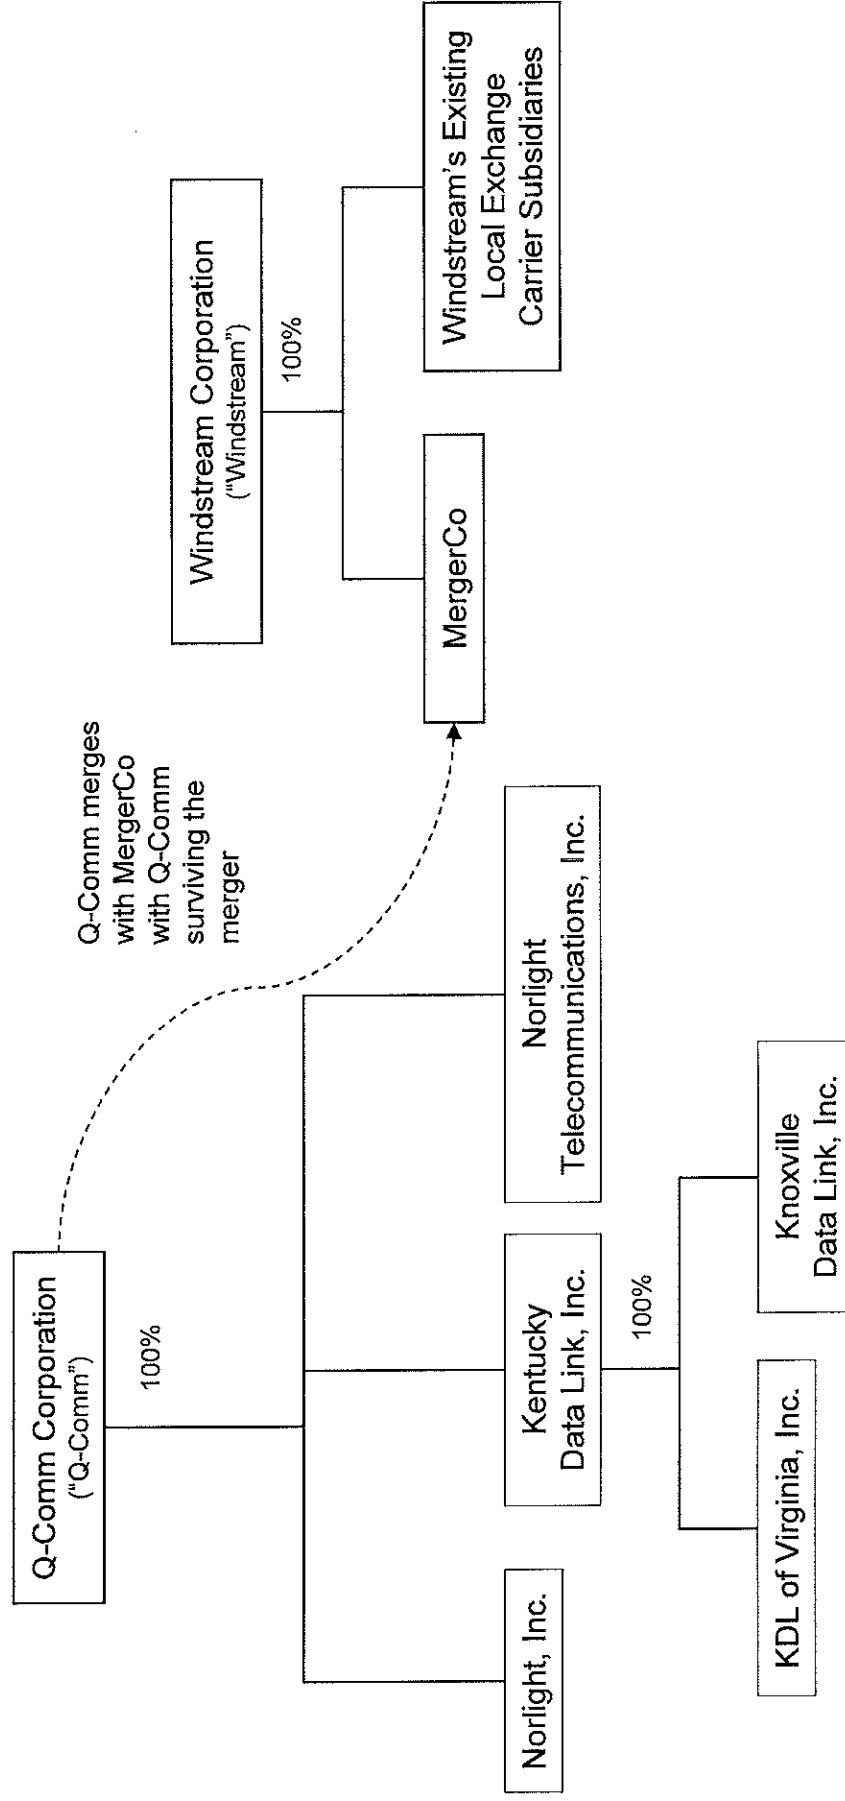 Q-Comm Corporation
("Q-Comm")
100%
Q-Comm merges
with MergerCo
with Q-Comm
surviving the
merger
Windstream Corporation
("Windstream")
100%
Norlight, Inc.
Kentucky
Data Link, Inc.
Norlight
Telecommunications, Inc.
MergerCo
Windstream's Existing
Local Exchange
Carrier Subsidiaries
100%
KDL of Virginia, Inc.
Knoxville
Data Link, Inc.